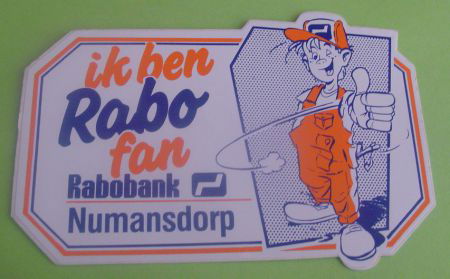 ik ben
Rabo
fan
Rabobank
Numansdorp